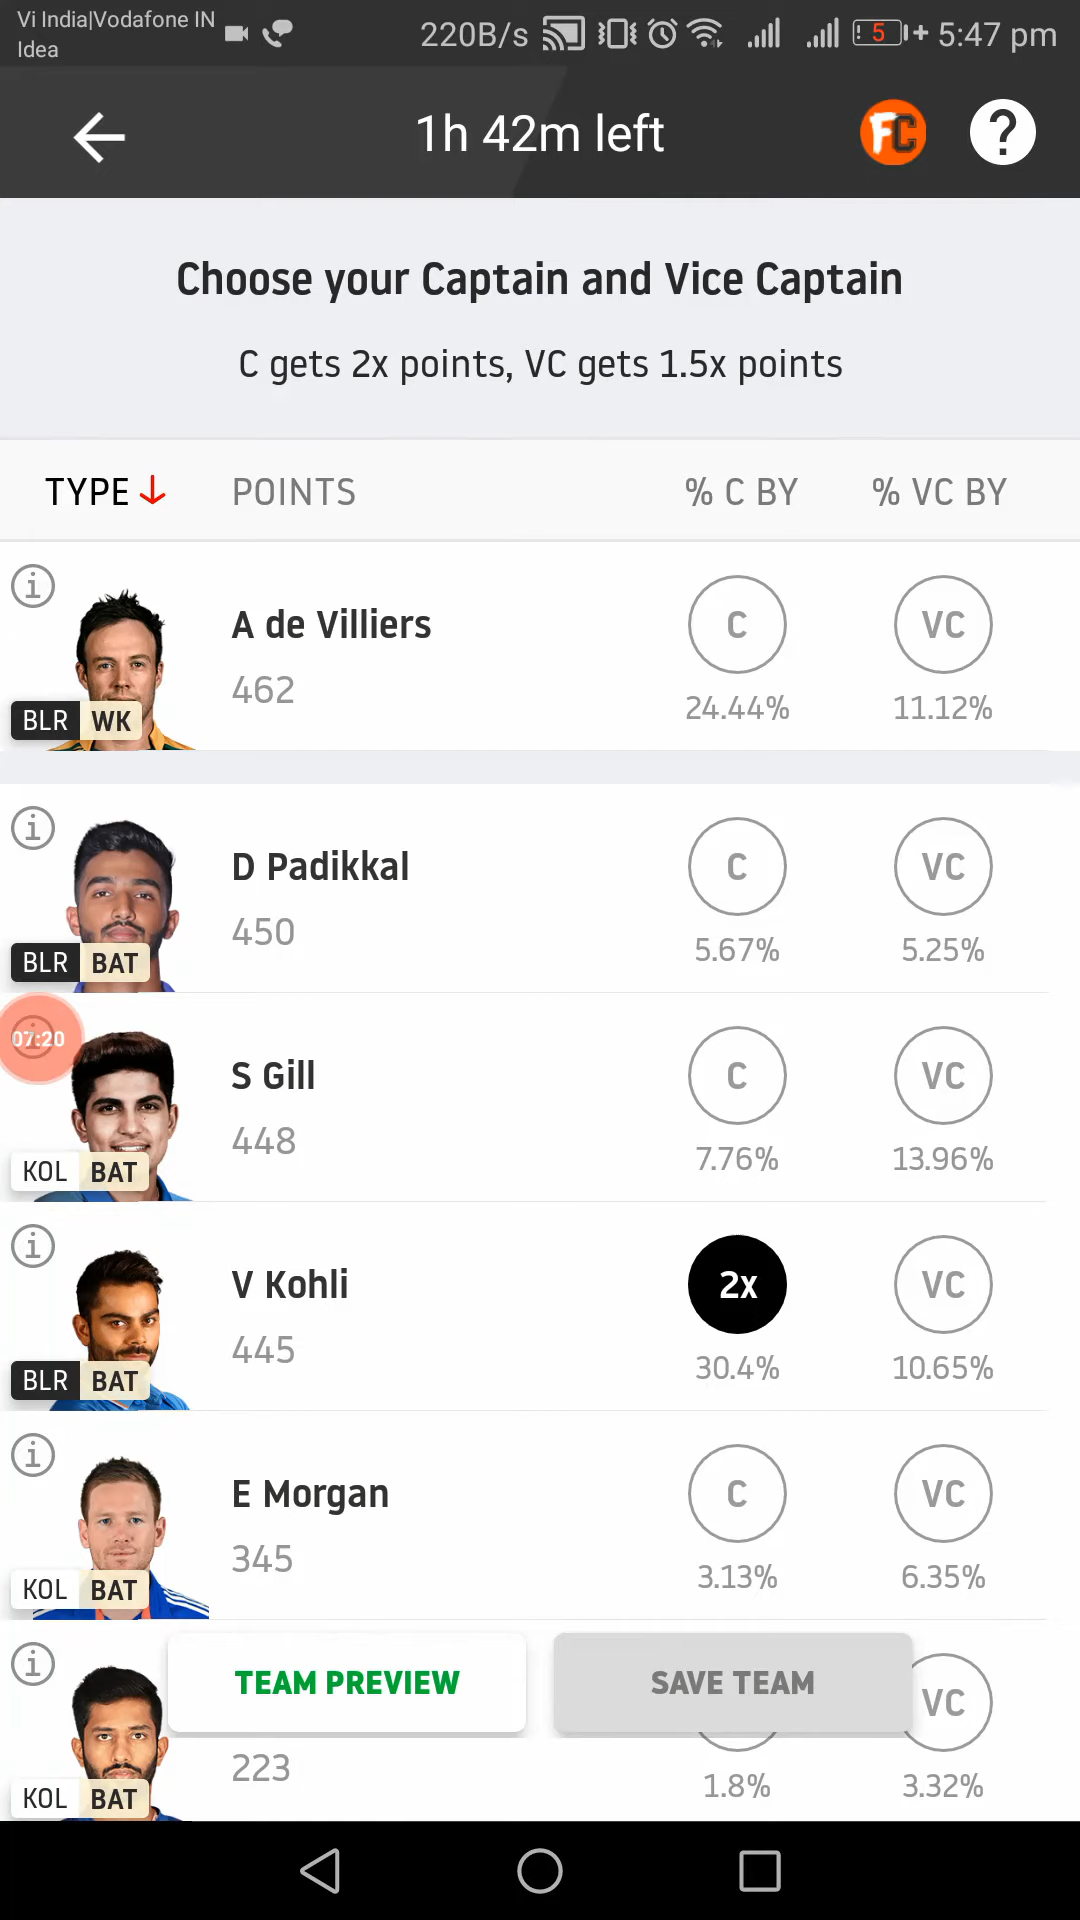 Vi India|Vodafone IN
Idea
220B/s
5
5:47 pm
1h 42m left
FC
?
Choose your Captain and Vice Captain
C gets 2x points, VC gets 1.5x points
TYPE POINTS % C BY % VC BY
A de Villiers C VC
462 24.44% 11.12%
BLR WK
D Padikkal C VC
450 5.67% 5.25%
BLR BAT
07:20
S Gill C VC
448 7.76% 13.96%
KOL BAT
V Kohli 2x VC
445 30.4% 10.65%
BLR BAT
E Morgan C VC
345 3.13% 6.35%
KOL BAT
TEAM PREVIEW SAVE TEAM VC
223 1.8% 3.32%
KOL BAT